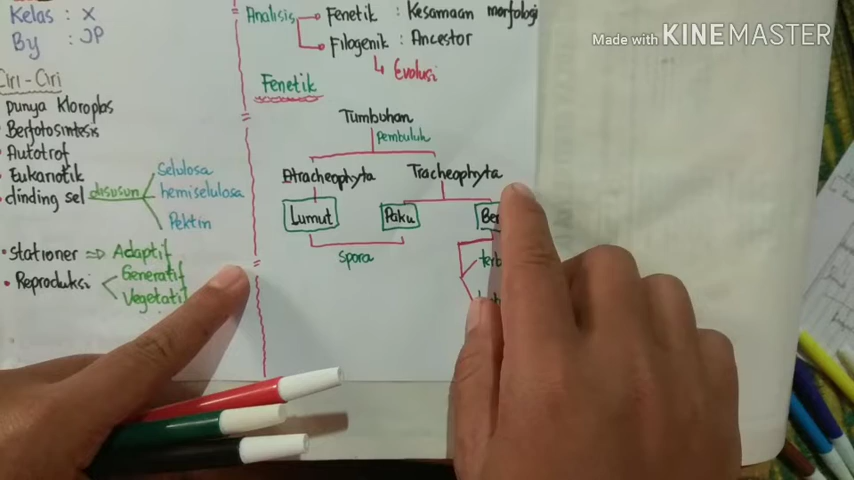 Kelas : X
By : JP
Ciri-Ciri
Punya Kloroplas
Berfotosintesis
Autotrof
Eukariotik
dinding sel disusun
Selulosa
hemiselulosa
Pektin
Stationer => Adaptif
Reproduksi
Generatif
Vegetatif
Analisis
Fenetik : Kesamaan morfologi
Filogenik : Ancestor
Evolusi
Fenetik
Tumbuhan
Pembuluh
Atracheophyta Tracheophyta
Lumut Paku
Spora
Made with KINEMASTER